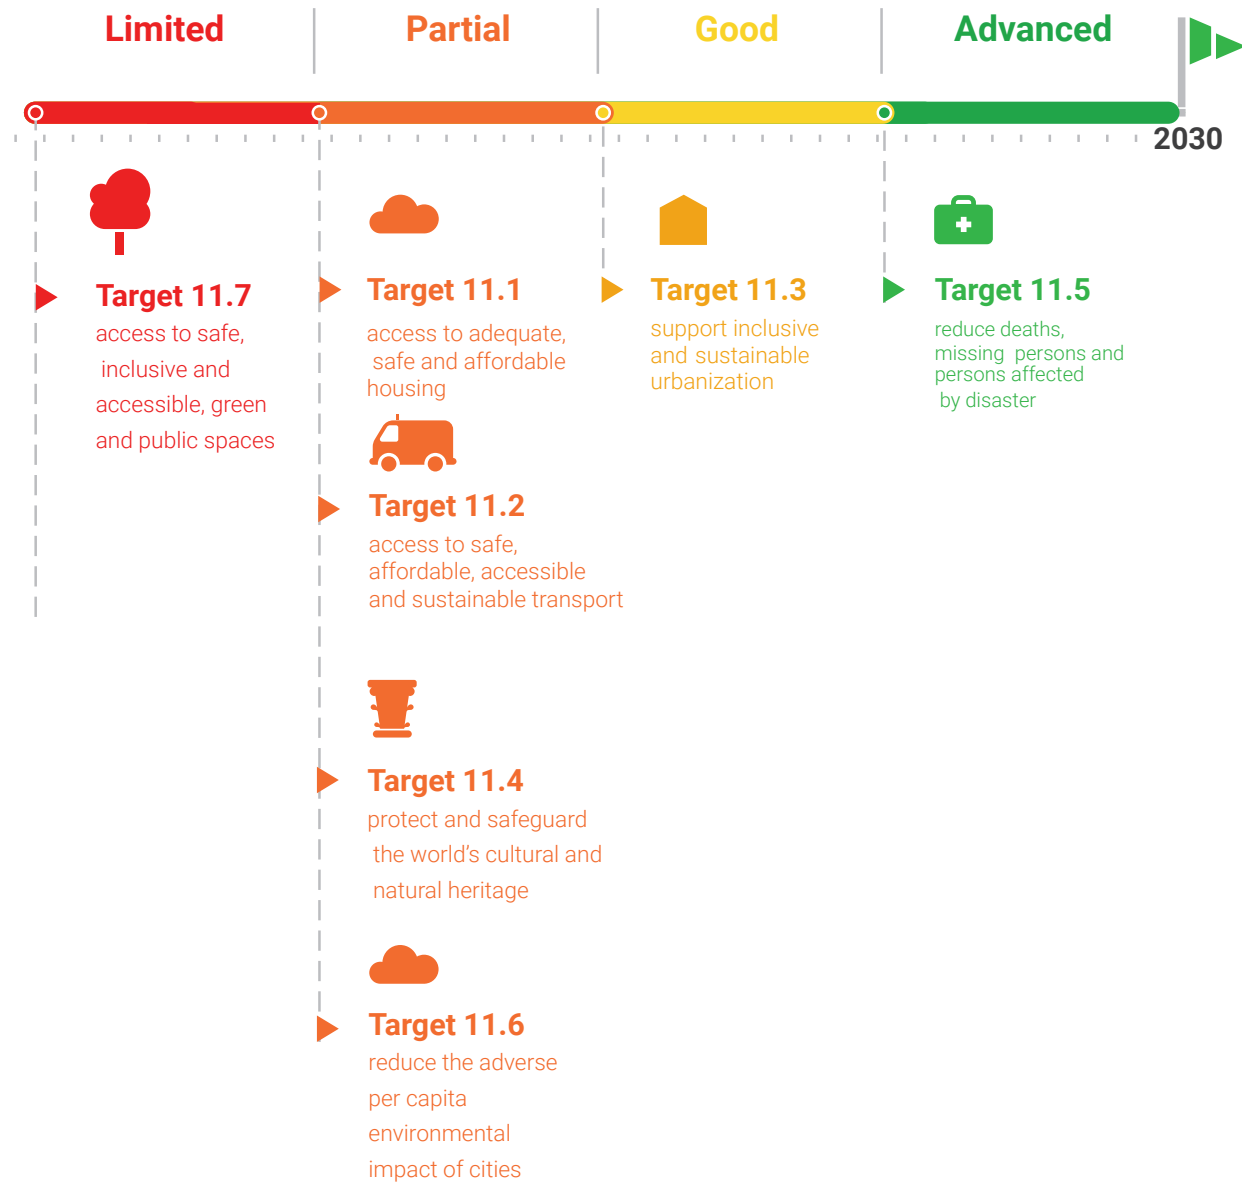 Limited
Partial
Good
Advanced
2030
Target 11.7
access to safe,
inclusive and
accessible, green
and public spaces
Target 11.1
access to adequate,
safe and affordable
housing
Target 11.2
access to safe,
affordable, accessible
and sustainable transport
Target 11.4
protect and safeguard
the world’s cultural and
natural heritage
Target 11.6
reduce the adverse
per capita
environmental
impact of cities
Target 11.3
support inclusive
and sustainable
urbanization
Target 11.5
reduce deaths,
missing persons and
persons affected
by disaster